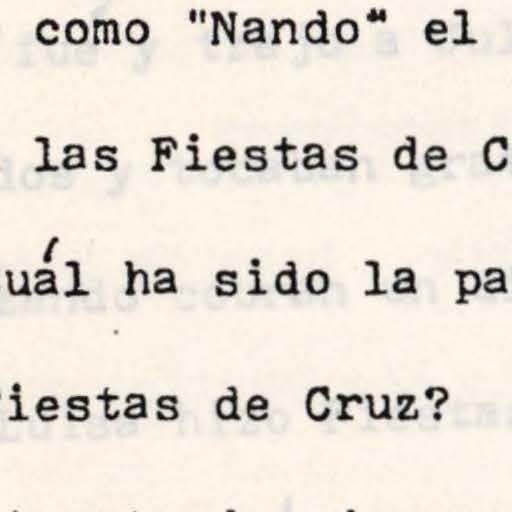 como "Nando" el
las Fiestas de C
uál ha sido la pa
iestas de Cruz?